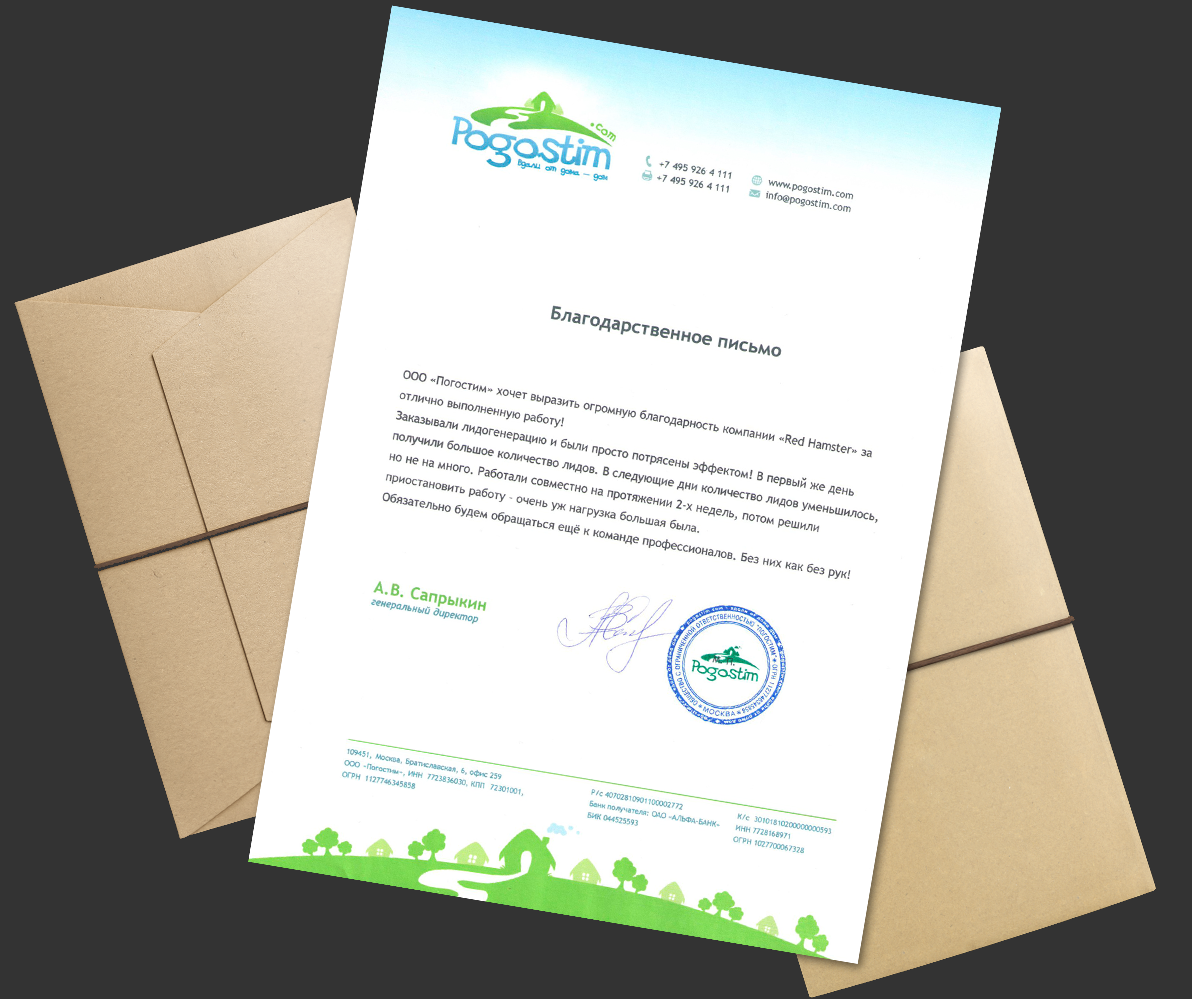 .com
Pogostim
вдали от дома — дом
+7 495 926 4 111
+7 495 926 4 111
www.pogostim.com
info@pogostim.com
Благодарственное письмо
ООО «Погостим» хочет выразить огромную благодарность компании «Red Hamster» за
отлично выполненную работу!
Заказывали лидогенерацию и были просто потрясены эффектом! В первый же день
получили большое количество лидов. В следующие дни количество лидов уменьшилось,
но не на много. Работали совместно на протяжении 2-х недель, потом решили
приостановить работу - очень уж нагрузка большая была.
Обязательно будем обращаться ещё к команде профессионалов. Без них как без рук!
А.В. Сапрыкин
генеральный директор
ОБЩЕСТВО С ОГРАНИЧЕННОЙ ОТВЕТСТВЕННОСТЬЮ "ПОГОСТИМ"
ОГРН 1127746345858
МОСКВА
М. П.
Pogostim
109451, Москва, Братиславская, 6, офис 259
ООО «Погостим», ИНН 7723836030, КПП 72301001,
ОГРН 1127746345858
Р/с 40702810901100002772
Банк получателя: ОАО «АЛЬФА-БАНК»
БИК 044525593
К/с 30101810200000000593
ИНН 7728168971
ОГРН 1027700067328